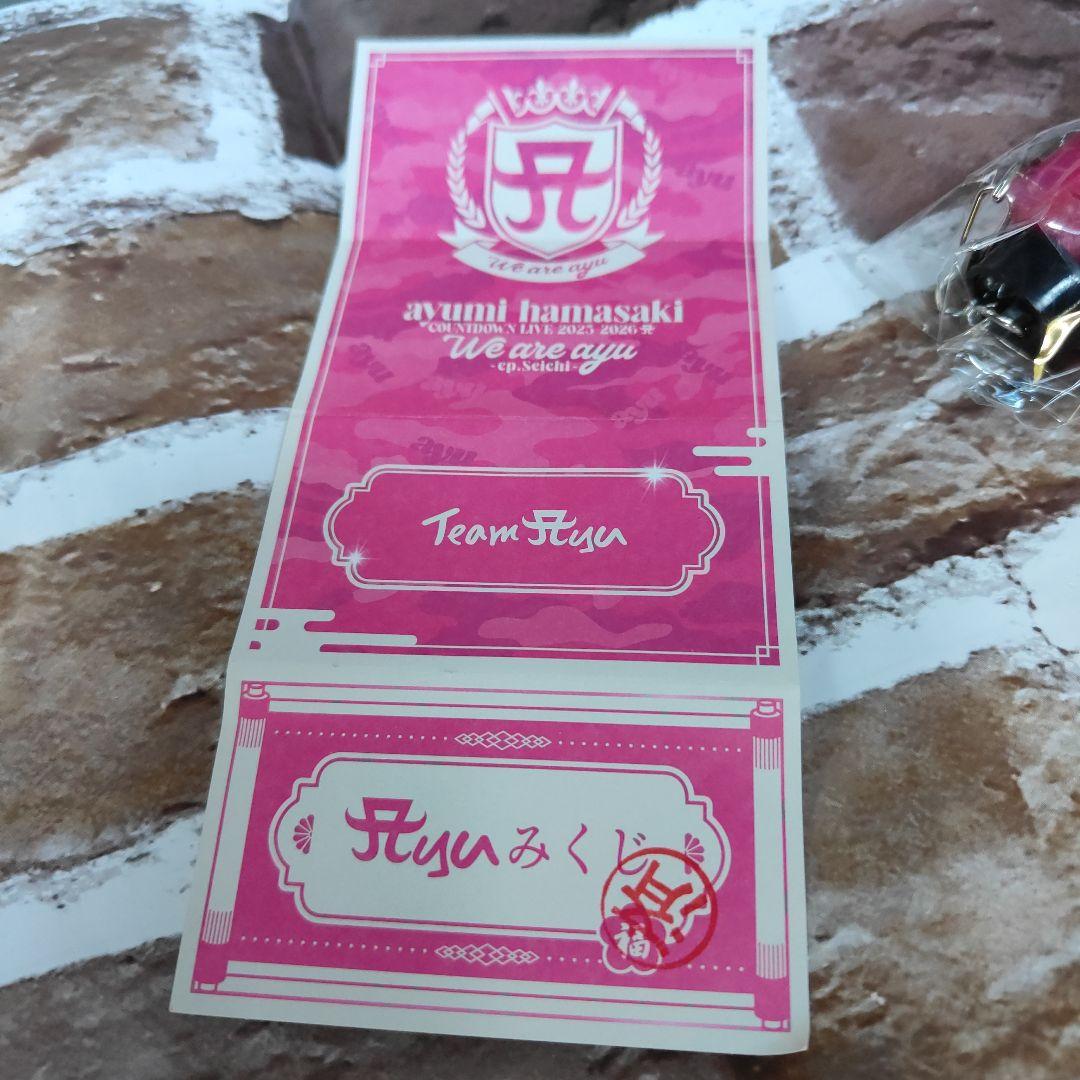 A
We are ayu
ayumi hamasaki
COUNTDOWN LIVE 2025-2026 A
We are ayu
-ep.Seichi-
Team Ayu
Ayuみくじ
福